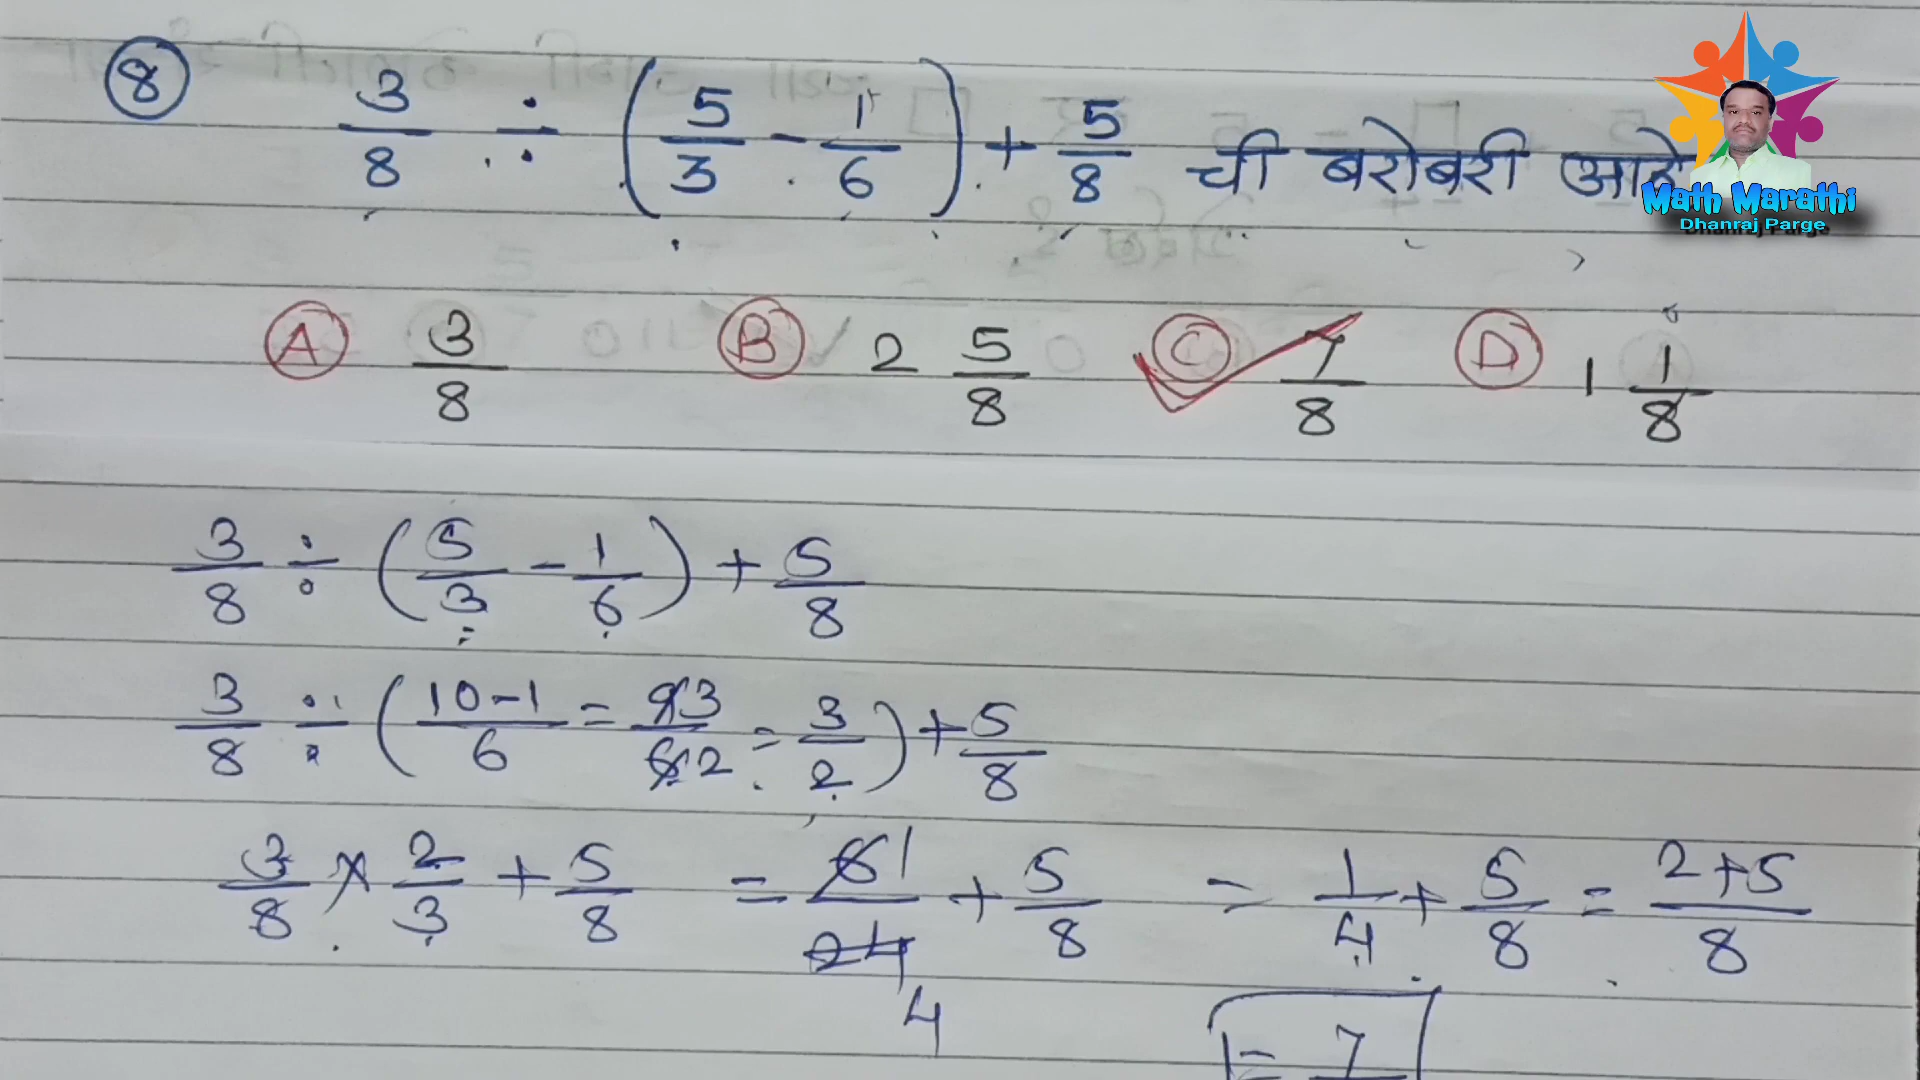 8 3/8 ÷ (5/3 - 1/6) + 5/8 ची बरोबरी आहे
Math Marathi
Dhanraj Parge
A 3/8 B 2 5/8 C 7/8 D 1 1/8
3/8 ÷ (5/3 - 1/6) + 5/8
3/8 ÷ (10-1/6 = 93/62 = 3/2) + 5/8
3/8 × 2/3 + 5/8 = 61/24 4 + 5/8 = 1/4 + 5/8 = 2+5/8
= 7